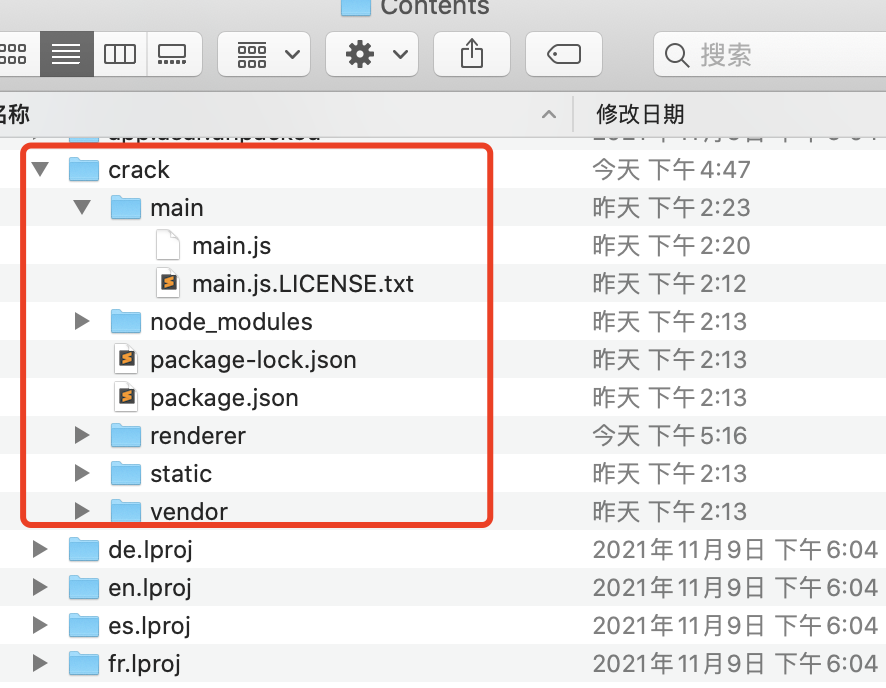 Contents
搜索
名称 修改日期
crack 今天 下午4:47
main 昨天 下午2:23
main.js 昨天 下午2:20
main.js.LICENSE.txt 昨天 下午2:12
node_modules 昨天 下午2:13
package-lock.json 昨天 下午2:13
package.json 昨天 下午2:13
renderer 今天 下午5:16
static 昨天 下午2:13
vendor 昨天 下午2:13
de.lproj 2021年11月9日 下午6:04
en.lproj 2021年11月9日 下午6:04
es.lproj 2021年11月9日 下午6:04
fr.lproj 2021年11月9日 下午6:04